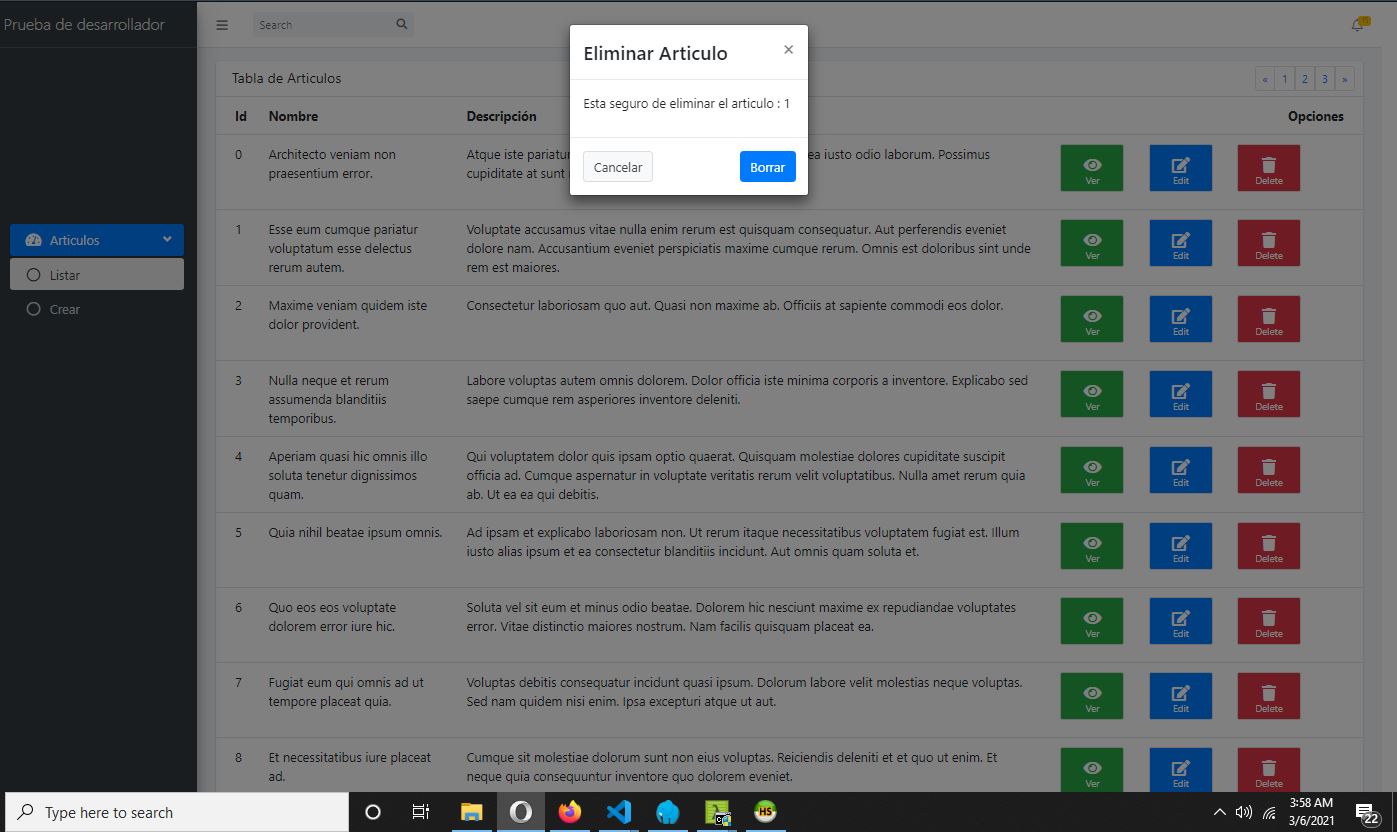 Prueba de desarrollador
Search
15
Eliminar Articulo
×
Esta seguro de eliminar el articulo : 1
Cancelar
Borrar
Articulos
Listar
Crear
Tabla de Articulos
« 1 2 3 »
Id Nombre Descripción Opciones
0 Architecto veniam non Atque iste pariatur ea iusto odio laborum. Possimus
praesentium error. cupiditate at sunt
Ver Edit Delete
1 Esse eum cumque pariatur Voluptate accusamus vitae nulla enim rerum est quisquam consequatur. Aut perferendis eveniet
voluptatum esse delectus dolore nam. Accusantium eveniet perspiciatis maxime cumque rerum. Omnis est doloribus sint unde
rerum autem. rem est maiores.
Ver Edit Delete
2 Maxime veniam quidem iste Consectetur laboriosam quo aut. Quasi non maxime ab. Officiis at sapiente commodi eos dolor.
dolor provident.
Ver Edit Delete
3 Nulla neque et rerum Labore voluptas autem omnis dolorem. Dolor officia iste minima corporis a inventore. Explicabo sed
assumenda blanditiis saepe cumque rem asperiores inventore deleniti.
temporibus.
Ver Edit Delete
4 Aperiam quasi hic omnis illo Qui voluptatem dolor quis ipsam optio quaerat. Quisquam molestiae dolores cupiditate suscipit
soluta tenetur dignissimos officia ad. Cumque aspernatur in voluptate veritatis rerum velit voluptatibus. Nulla amet rerum quia
quam. ab. Ut ea ea qui debitis.
Ver Edit Delete
5 Quia nihil beatae ipsum omnis. Ad ipsam et explicabo laboriosam non. Ut rerum itaque necessitatibus voluptatem fugiat est. Illum
iusto alias ipsum et ea consectetur blanditiis incidunt. Aut omnis quam soluta et.
Ver Edit Delete
6 Quo eos eos voluptate Soluta vel sit eum et minus odio beatae. Dolorem hic nesciunt maxime ex repudiandae voluptates
dolorem error iure hic. error. Vitae distinctio maiores nostrum. Nam facilis quisquam placeat ea.
Ver Edit Delete
7 Fugiat eum qui omnis ad ut Voluptas debitis consequatur incidunt quasi ipsum. Dolorum labore velit molestias neque voluptas.
tempore placeat quia. Sed nam quidem nisi enim. Ipsa excepturi atque ut aut.
Ver Edit Delete
8 Et necessitatibus iure placeat Cumque sit molestiae dolorum sunt non eius voluptas. Reiciendis deleniti et et quo ut enim. Et
ad. neque quia consequuntur inventore quo dolorem eveniet.
Ver Edit Delete
Type here to search
HS
3:58 AM
3/6/2021
22